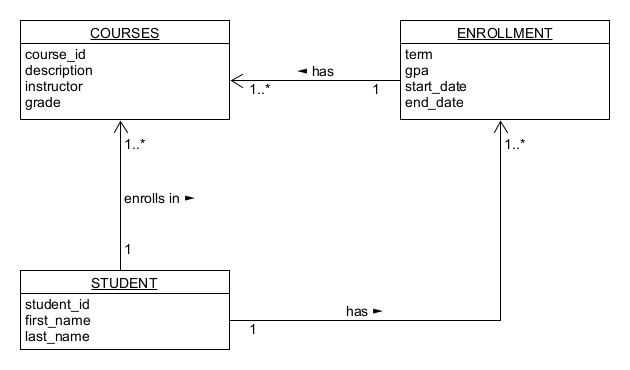 COURSES
course_id
description
instructor
grade
ENROLLMENT
term
gpa
start_date
end_date
◄ has
1..*
1
1..*
1..*
enrolls in ►
1
STUDENT
student_id
first_name
last_name
has ►
1